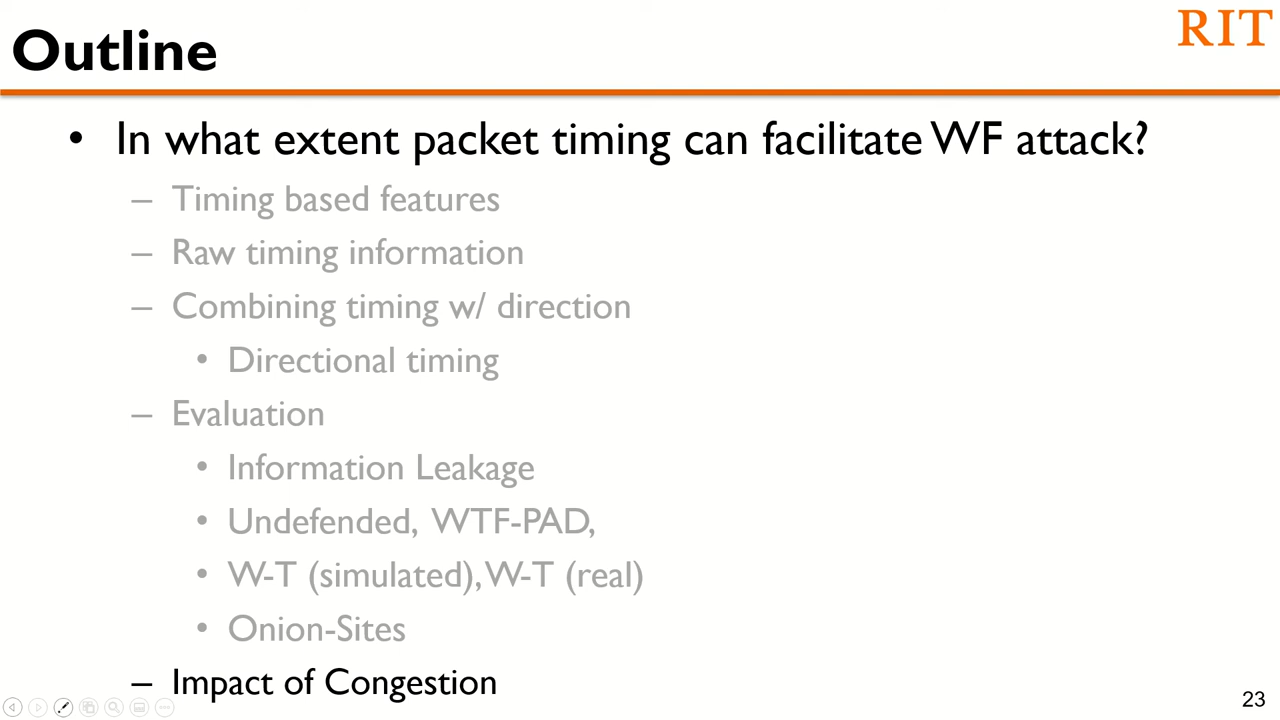 Outline
RIT
• In what extent packet timing can facilitate WF attack?
– Timing based features
– Raw timing information
– Combining timing w/ direction
• Directional timing
– Evaluation
• Information Leakage
• Undefended, WTF-PAD,
• W-T (simulated), W-T (real)
• Onion-Sites
– Impact of Congestion
23